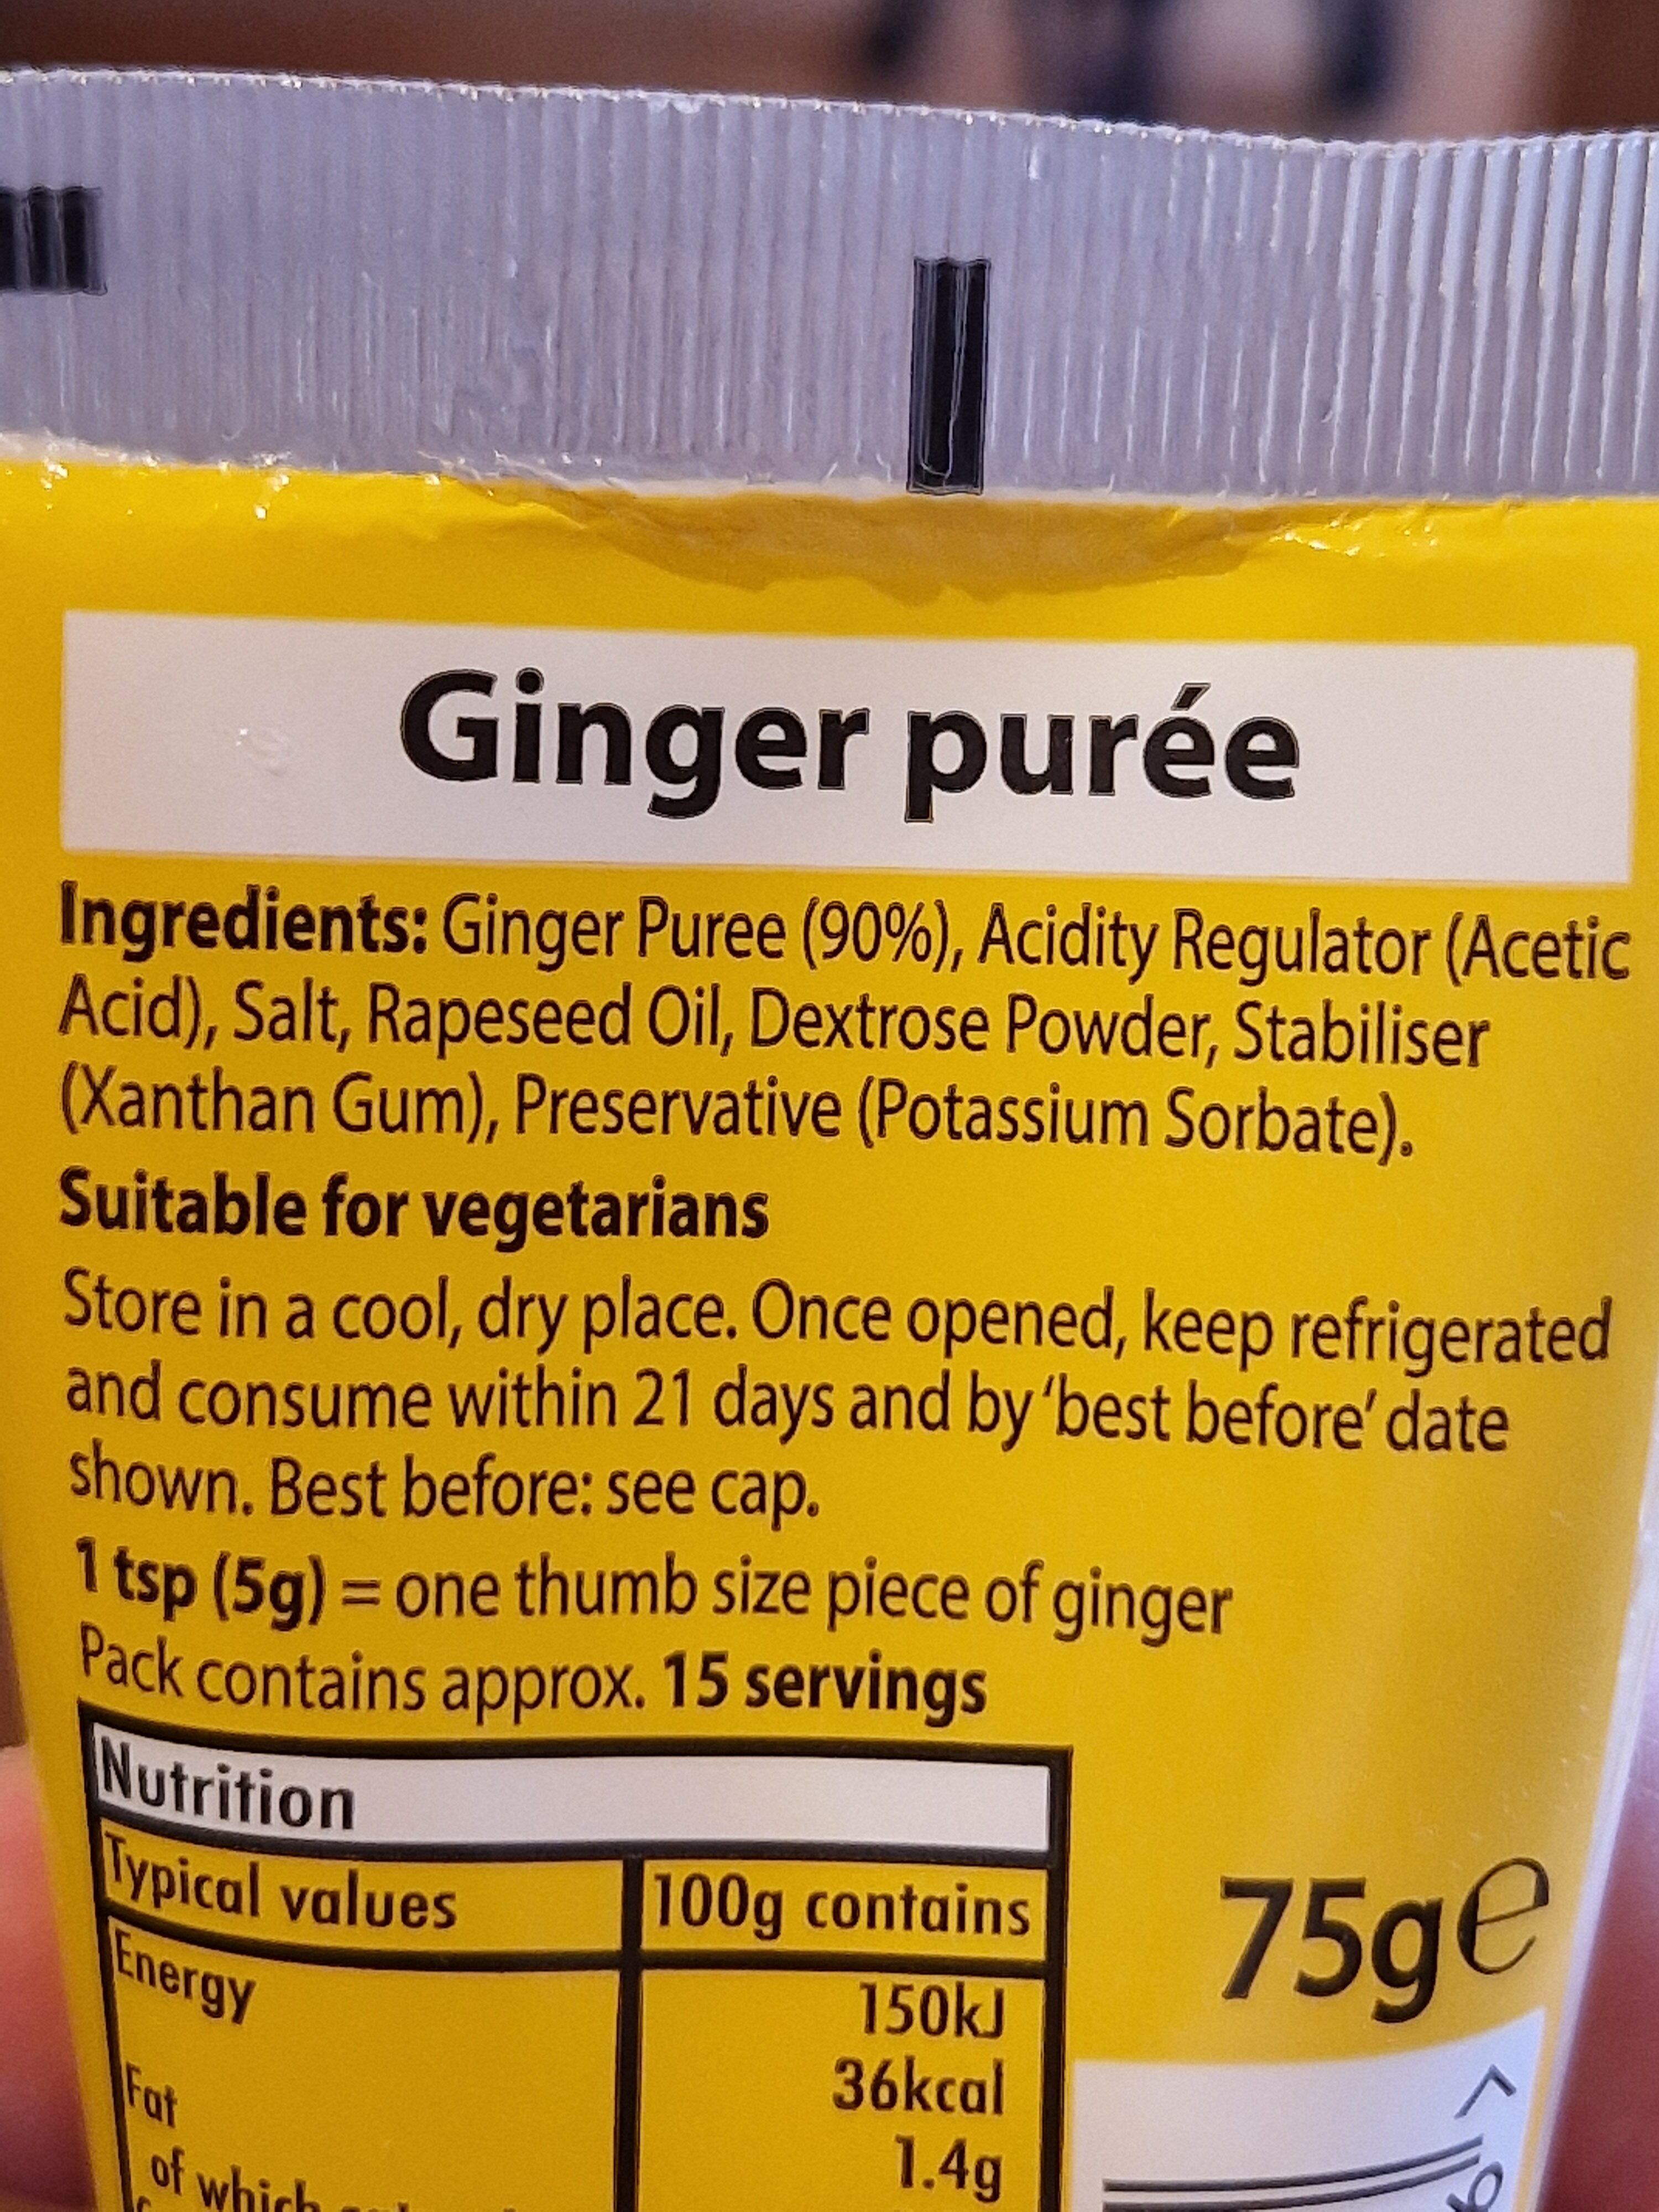 Ginger purée
Ingredients: Ginger Puree (90%), Acidity Regulator (Acetic
Acid), Salt, Rapeseed Oil, Dextrose Powder, Stabiliser
(Xanthan Gum), Preservative (Potassium Sorbate).
Suitable for vegetarians
Store in a cool, dry place. Once opened, keep refrigerated
and consume within 21 days and by 'best before' date
shown. Best before: see cap.
1 tsp (5g) = one thumb size piece of ginger
Pack contains approx. 15 servings
Nutrition
Typical values 100g contains
75g e
Energy 150kJ
36kcal
Fat 1.4g
of which